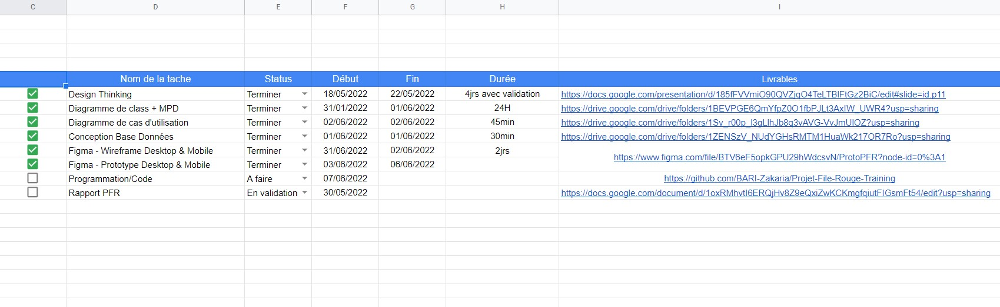 C D E F G H I
Nom de la tache Status Début Fin Durée Livrables
Design Thinking Terminer 18/05/2022 22/05/2022 4jrs avec validation https://docs.google.com/presentation/d/185fFVVmiO90QVZjqO4TeLTBlFtGz2BiC/edit#slide=id.p11
Diagramme de class + MPD Terminer 31/01/2022 01/06/2022 24H https://drive.google.com/drive/folders/1BEVPGE6QmYfpZ0O1fbPJLt3AxIW_UWR4?usp=sharing
Diagramme de cas d'utilisation Terminer 02/06/2022 02/06/2022 45min https://drive.google.com/drive/folders/1Sv_r00p_I3gLlhJb8q3vAVG-VvJmUlOZ?usp=sharing
Conception Base Données Terminer 01/06/2022 01/06/2022 30min https://drive.google.com/drive/folders/1ZENSzV_NUdYGHsRMTM1HuaWk217OR7Ro?usp=sharing
Figma - Wireframe Desktop & Mobile Terminer 31/06/2022 02/06/2022 2jrs
https://www.figma.com/file/BTV6eF5opkGPU29hWdcsvN/ProtoPFR?node-id=0%3A1
Figma - Prototype Desktop & Mobile Terminer 03/06/2022 06/06/2022
Programmation/Code A faire 07/06/2022 https://github.com/BARI-Zakaria/Projet-File-Rouge-Training
Rapport PFR En validation 30/05/2022 https://docs.google.com/document/d/1oxRMhvtI6ERQjHv8Z9eQxiZwKCKmgfqiutFIGsmFt54/edit?usp=sharing